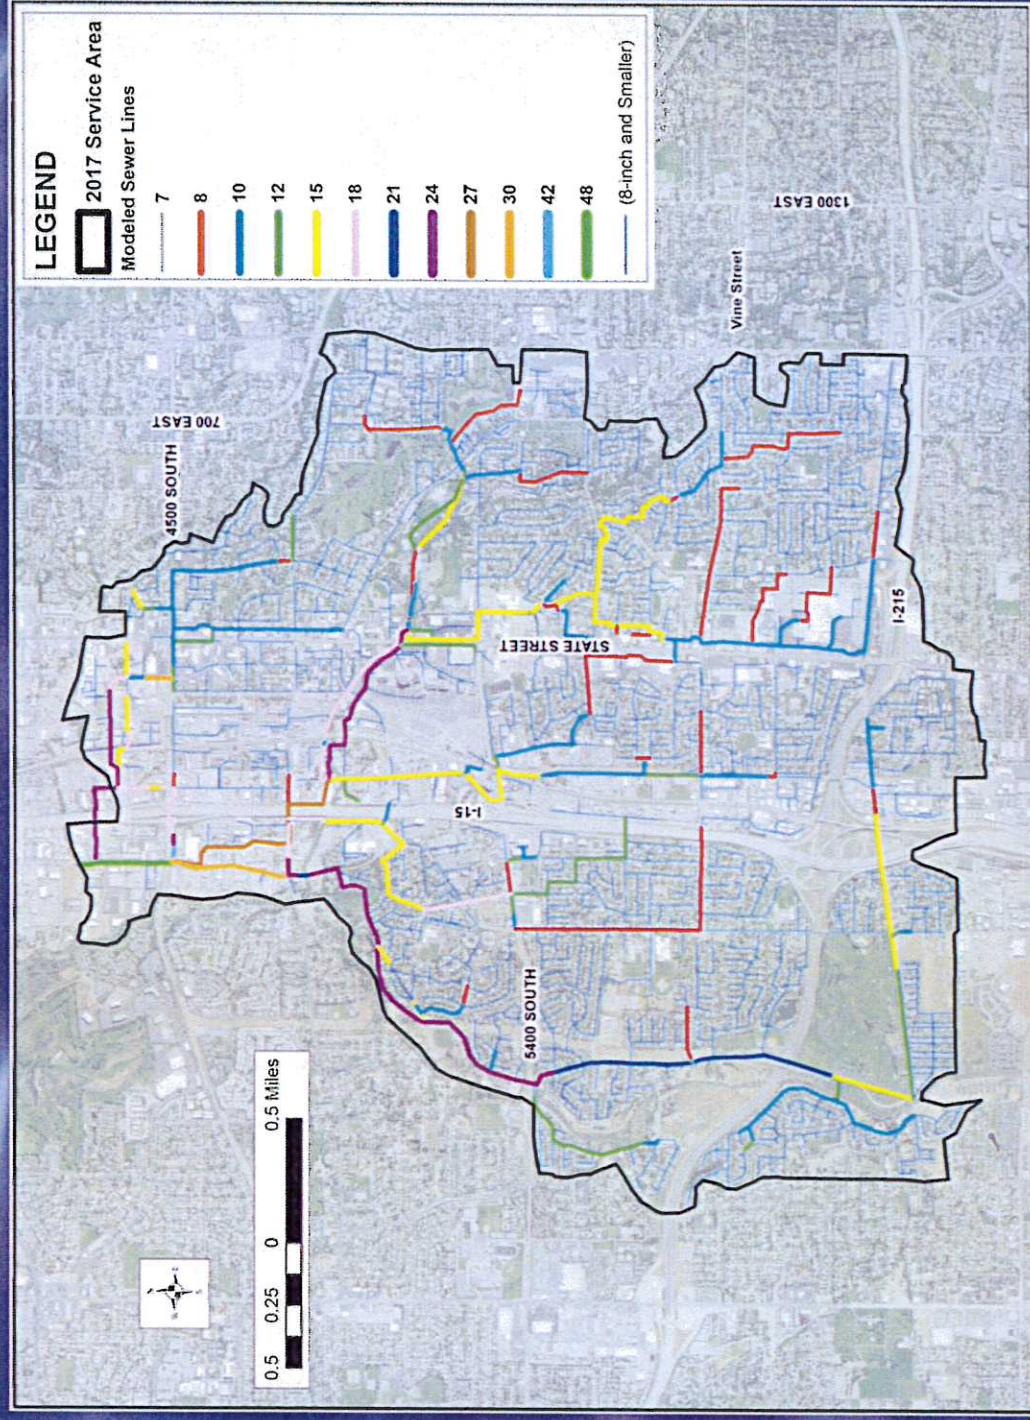 LEGEND
2017 Service Area
Modeled Sewer Lines
7
8
10
12
15
18
21
24
27
30
42
48
(8-inch and Smaller)
4500 SOUTH
700 EAST
1300 EAST
Vine Street
STATE STREET
I-15
I-215
5400 SOUTH
0.5 0.25 0 0.5 Miles